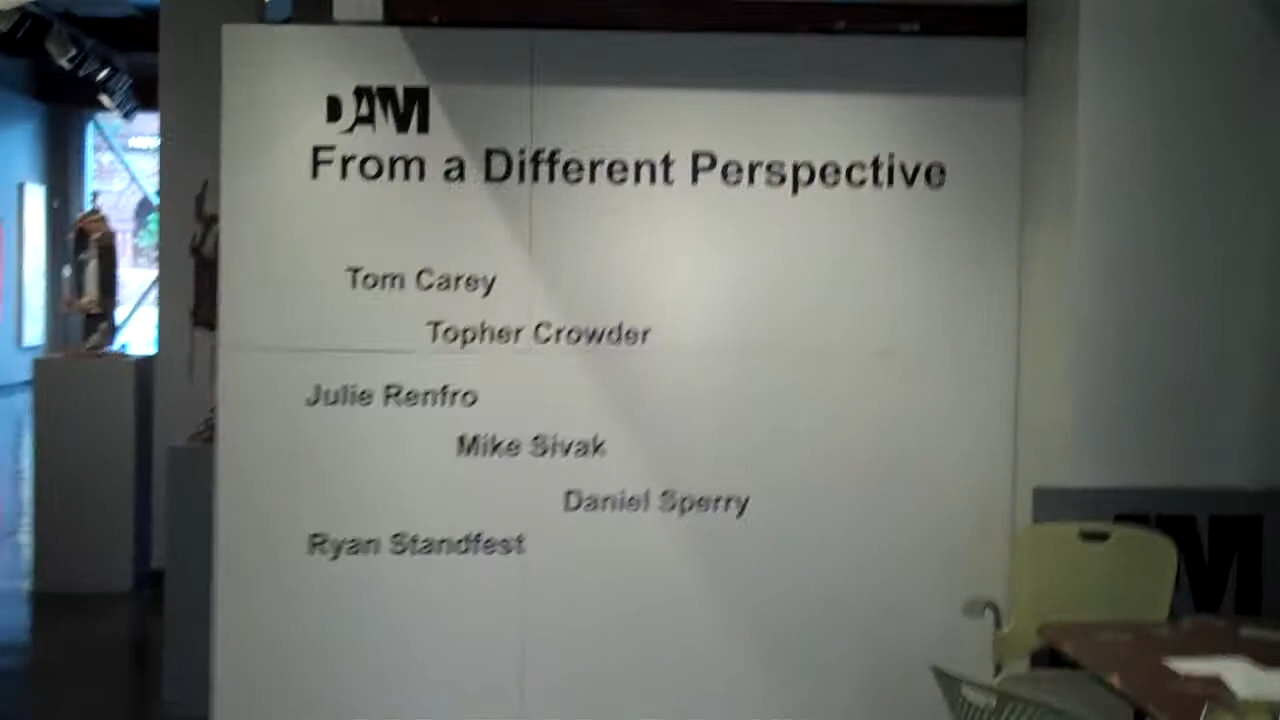 DAM
From a Different Perspective
Tom Carey
Topher Crowder
Julie Renfro
Mike Sivak
Daniel Sperry
Ryan Standfest